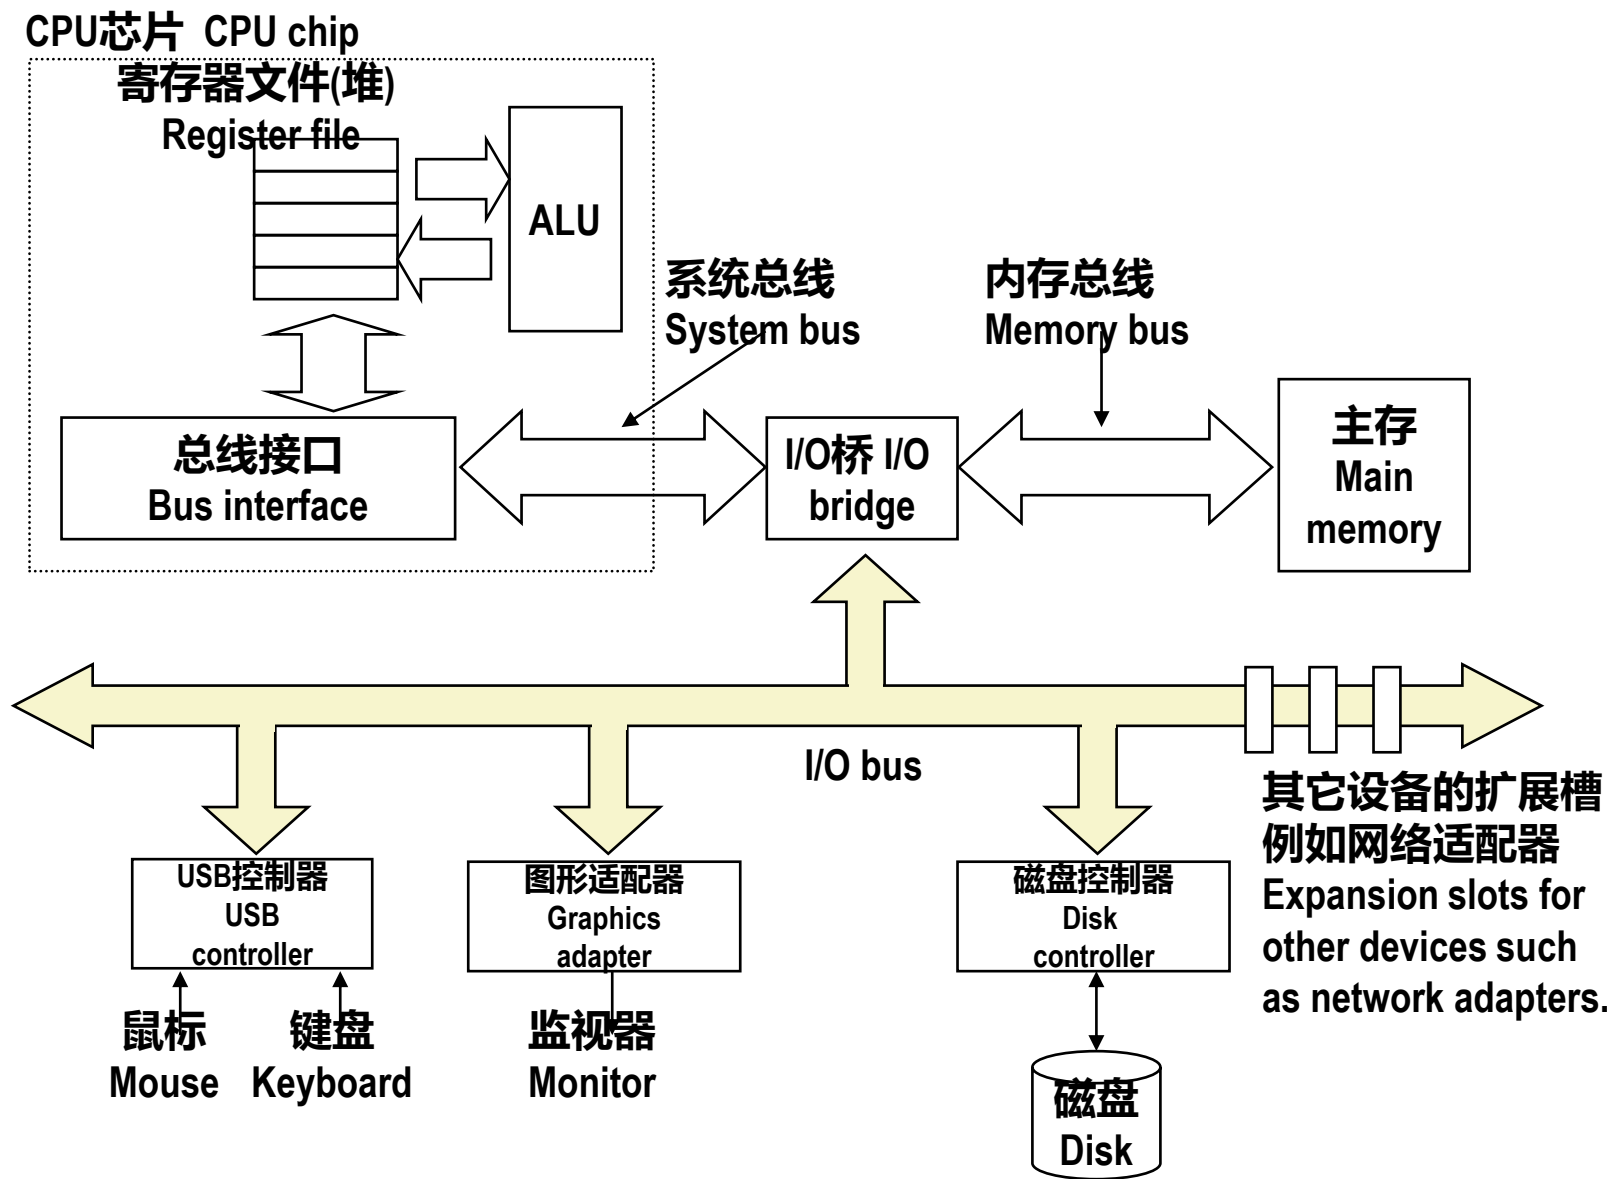 CPU芯片 CPU chip
寄存器文件(堆)
Register file
ALU
系统总线
System bus
内存总线
Memory bus
总线接口
Bus interface
I/O桥 I/O
bridge
主存
Main
memory
I/O bus
其它设备的扩展槽
例如网络适配器
Expansion slots for
other devices such
as network adapters.
USB控制器
USB
controller
图形适配器
Graphics
adapter
磁盘控制器
Disk
controller
鼠标
Mouse
键盘
Keyboard
监视器
Monitor
磁盘
Disk